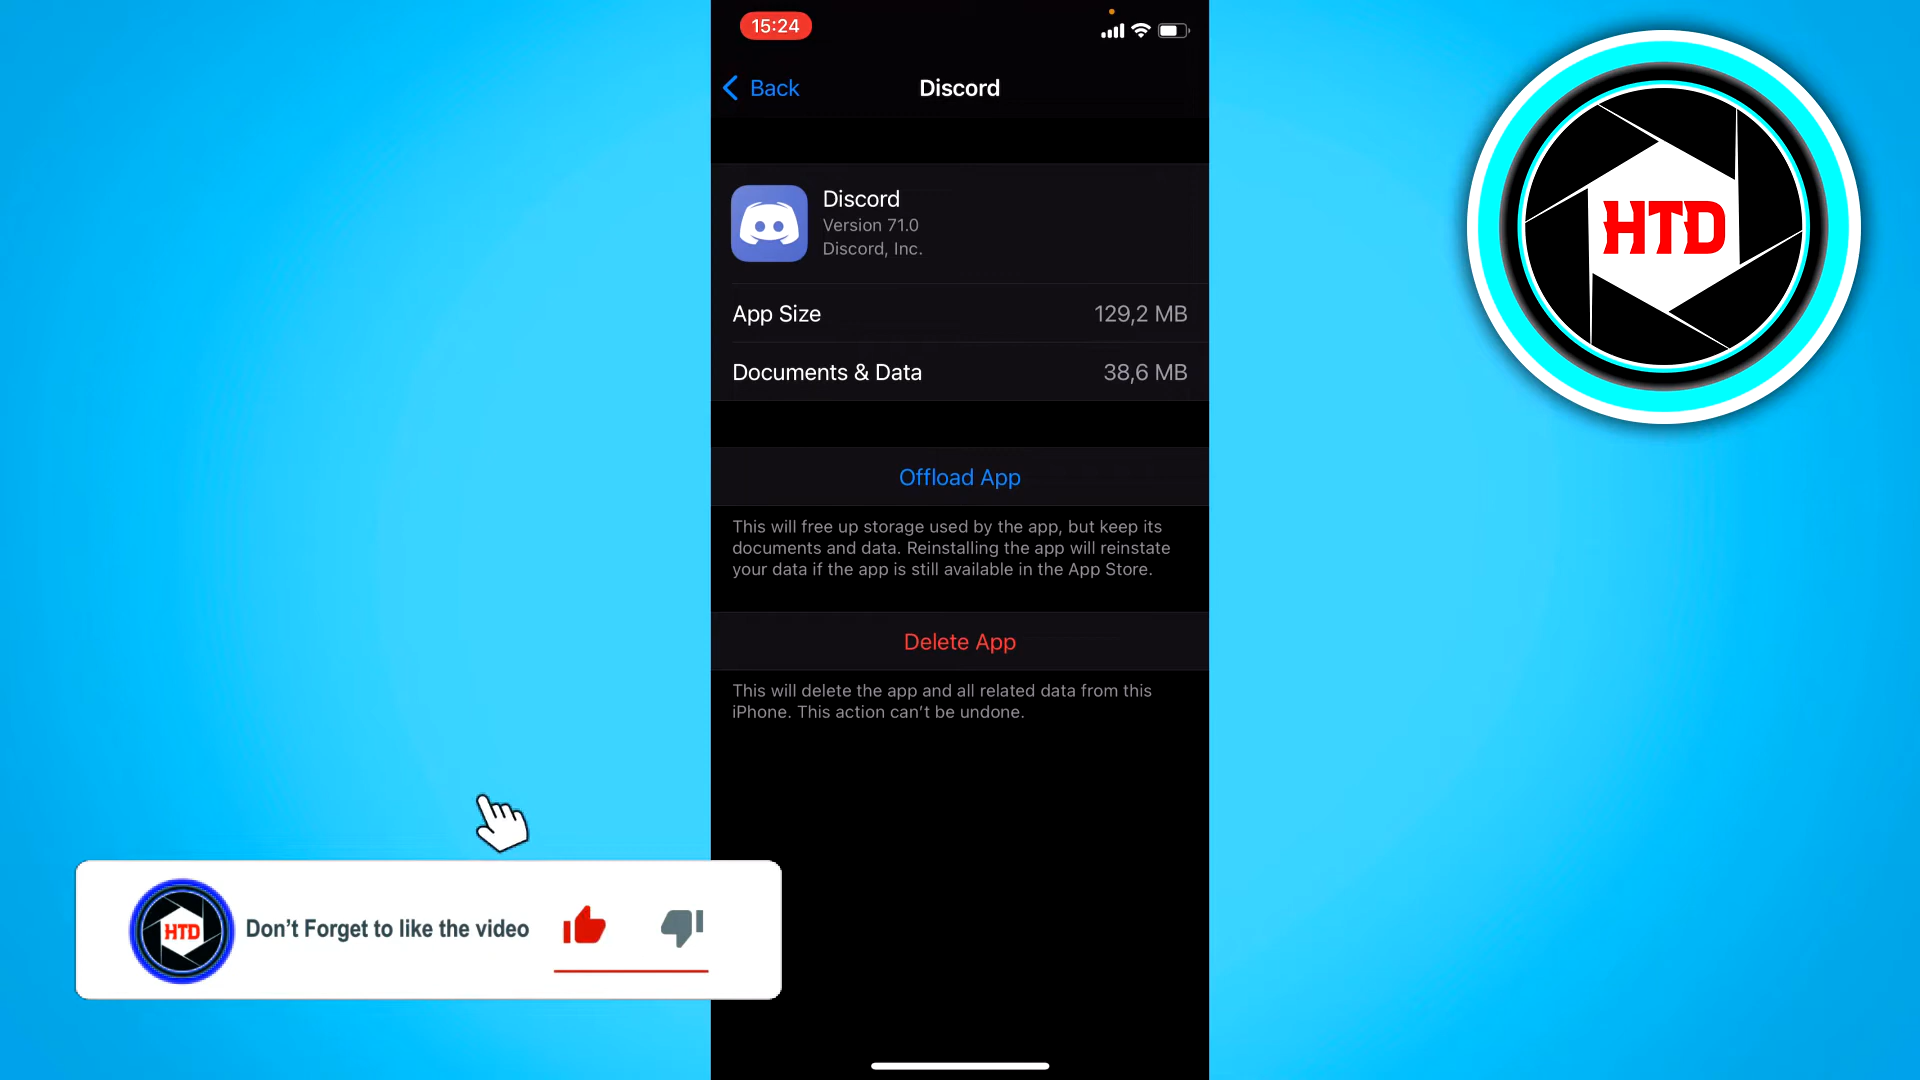 15:24
Back
Discord
Discord
Version 71.0
Discord, Inc.
App Size
129,2 MB
Documents & Data
38,6 MB
Offload App
This will free up storage used by the app, but keep its
documents and data. Reinstalling the app will reinstate
your data if the app is still available in the App Store.
Delete App
This will delete the app and all related data from this
iPhone. This action can’t be undone.
HTD
HTD
Don’t Forget to like the video